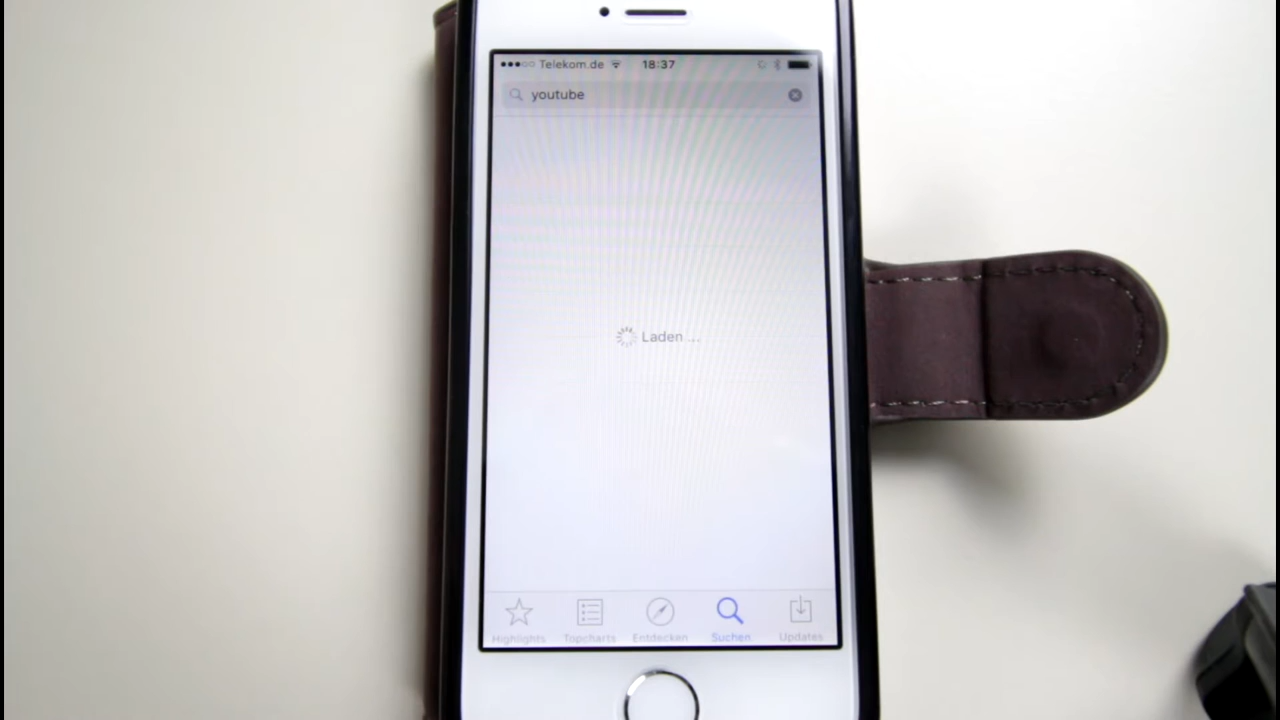 Telekom.de 18:37
youtube
Laden ...
Highlights Topcharts Entdecken Suchen Updates